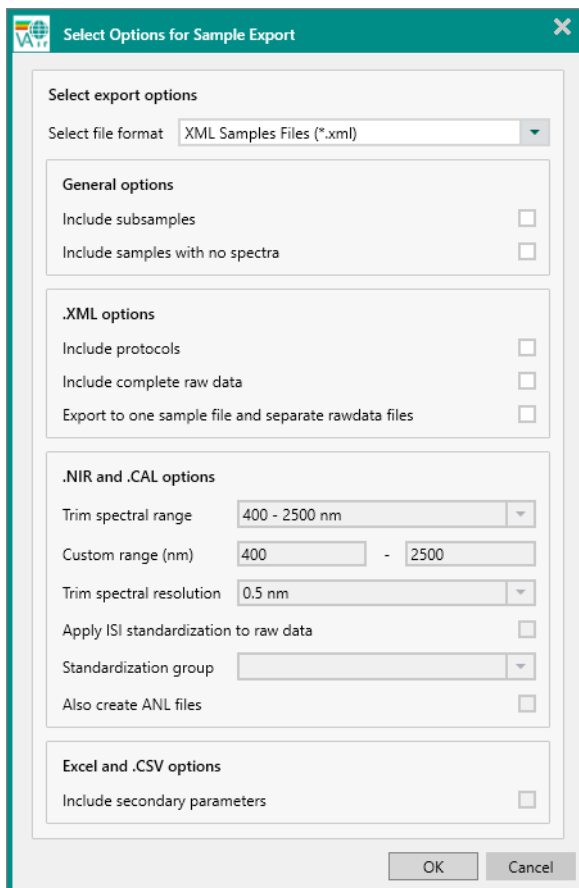 Select Options for Sample Export
Select export options
Select file format XML Samples Files (*.xml)
General options
Include subsamples
Include samples with no spectra
.XML options
Include protocols
Include complete raw data
Export to one sample file and separate rawdata files
.NIR and .CAL options
Trim spectral range 400 - 2500 nm
Custom range (nm) 400 - 2500
Trim spectral resolution 0.5 nm
Apply ISI standardization to raw data
Standardization group
Also create ANL files
Excel and .CSV options
Include secondary parameters
OK Cancel